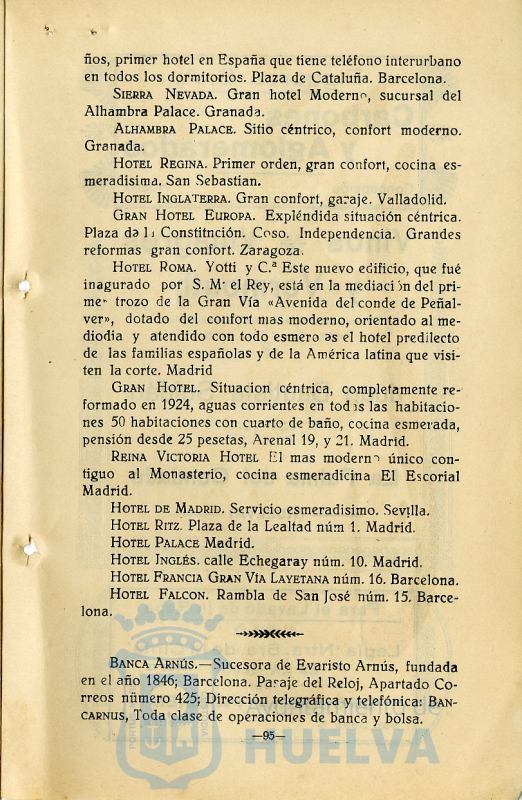 ños, primer hotel en España que tiene teléfono interurbano
en todos los dormitorios. Plaza de Cataluña. Barcelona.
SIERRA NEVADA. Gran hotel Moderno, sucursal del
Alhambra Palace. Granada.
ALHAMBRA PALACE. Sitio céntrico, confort moderno.
Granada.
HOTEL REGINA. Primer orden, gran confort, cocina es-
meradisima. San Sebastian.
HOTEL INGLATERRA. Gran confort, garaje. Valladolid.
GRAN HOTEL EUROPA. Expléndida situación céntrica.
Plaza de la Constitnción. Coso. Independencia. Grandes
reformas gran confort. Zaragoza.
HOTEL ROMA. Yotti y C.ª Este nuevo edificio, que fué
inagurado por S. M. el Rey, está en la mediación del pri-
mer trozo de la Gran Vía «Avenida del conde de Peñal-
ver», dotado del confort mas moderno, orientado al me-
diodia y atendido con todo esmero es el hotel predilecto
de las familias españolas y de la América latina que visi-
ten la corte. Madrid
GRAN HOTEL. Situacion céntrica, completamente re-
formado en 1924, aguas corrientes en todas las habitacio-
nes 50 habitaciones con cuarto de baño, cocina esmerada,
pensión desde 25 pesetas, Arenal 19, y 21. Madrid.
REINA VICTORIA HOTEL El mas moderno único con-
tiguo al Monasterio, cocina esmeradicina El Escorial
Madrid.
HOTEL DE MADRID. Servicio esmeradisimo. Sevilla.
HOTEL RITZ. Plaza de la Lealtad núm 1. Madrid.
HOTEL PALACE Madrid.
HOTEL INGLÉS. calle Echegaray núm. 10. Madrid.
HOTEL FRANCIA GRAN VÍA LAYETANA núm. 16. Barcelona.
HOTEL FALCON. Rambla de San José núm. 15. Barce-
lona.
BANCA ARNÚS.—Sucesora de Evaristo Arnús, fundada
en el año 1846; Barcelona. Pasaje del Reloj, Apartado Co-
rreos número 425; Dirección telegráfica y telefónica: BAN-
CARNUS, Toda clase de operaciones de banca y bolsa.
—95—
HUELVA